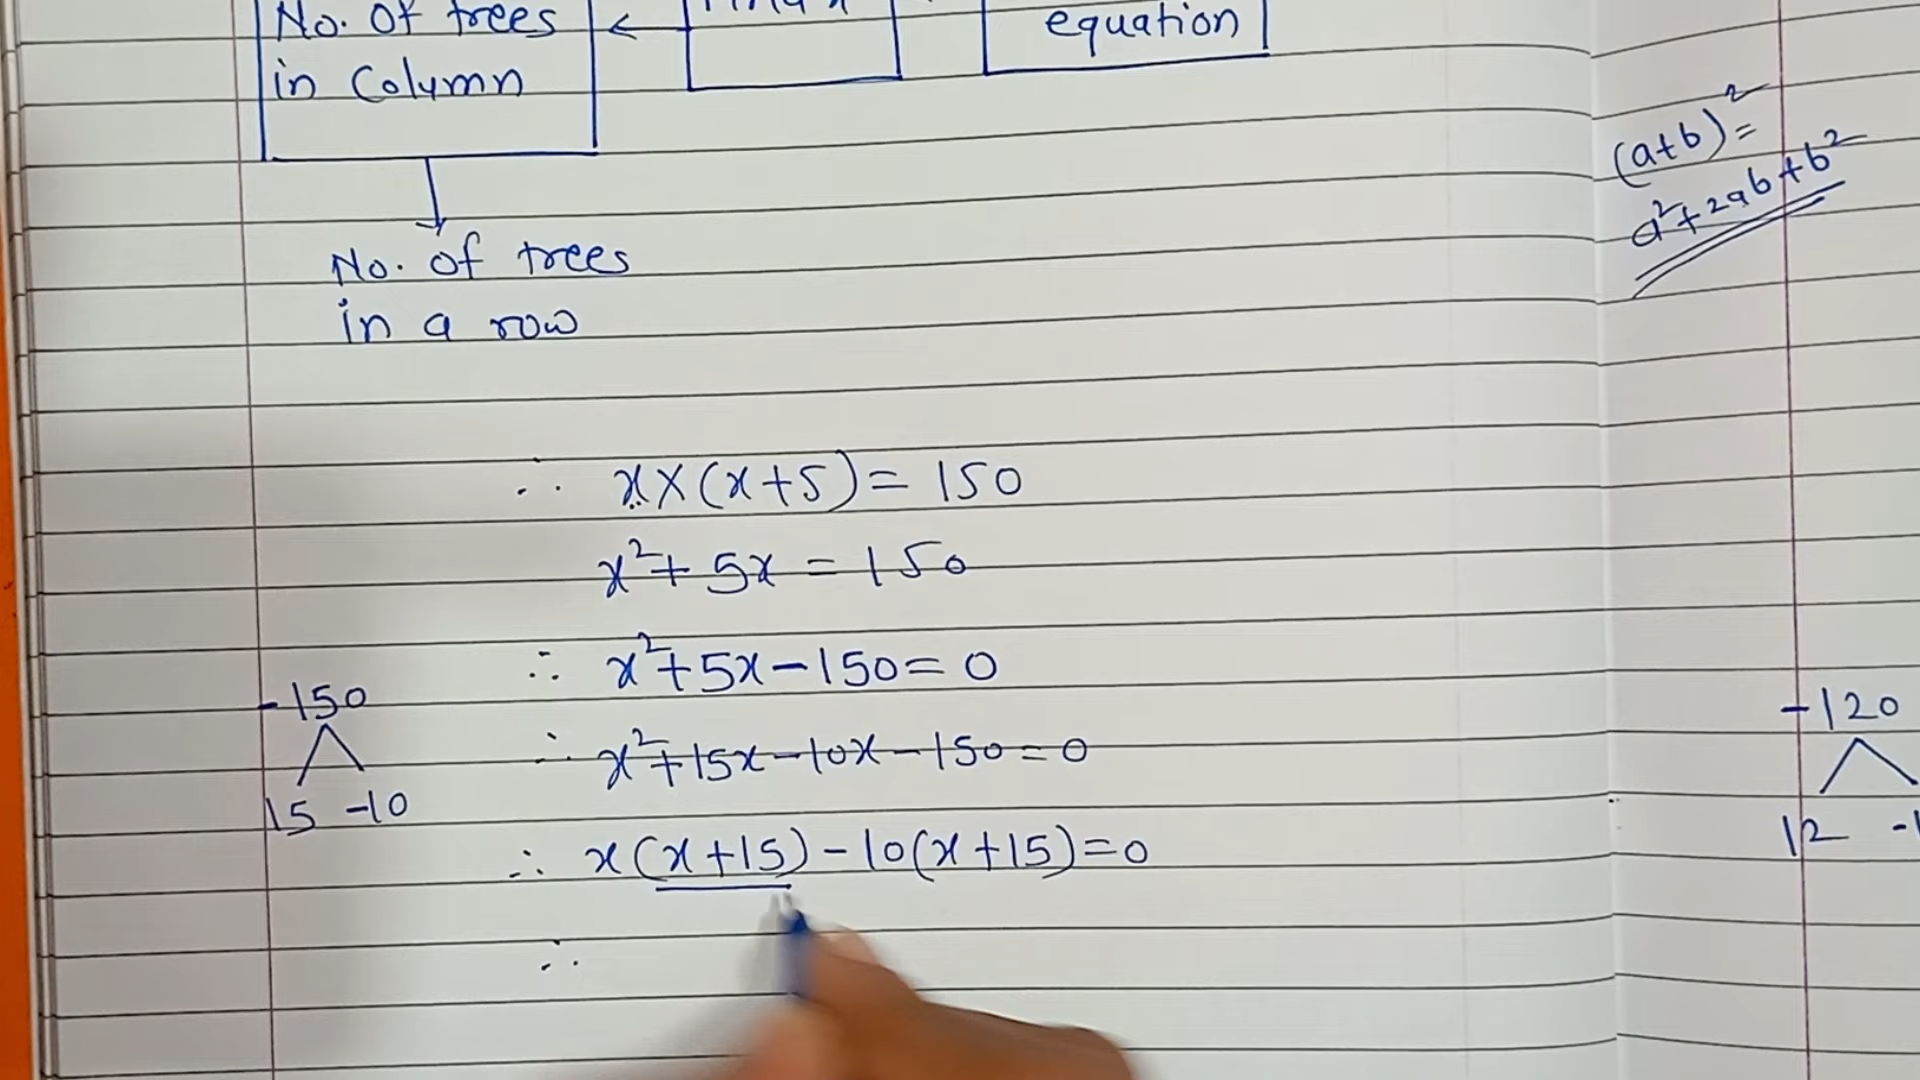 No. Of trees
in Column
equation
No. of trees
in a row
(a+b)² =
a²+2ab+b²
∴ x×(x+5)=150
x²+5x=150
∴ x²+5x-150=0
-150
15 -10
∴ x²+15x-10x-150=0
∴ x(x+15)-10(x+15)=0
∴
-120
12